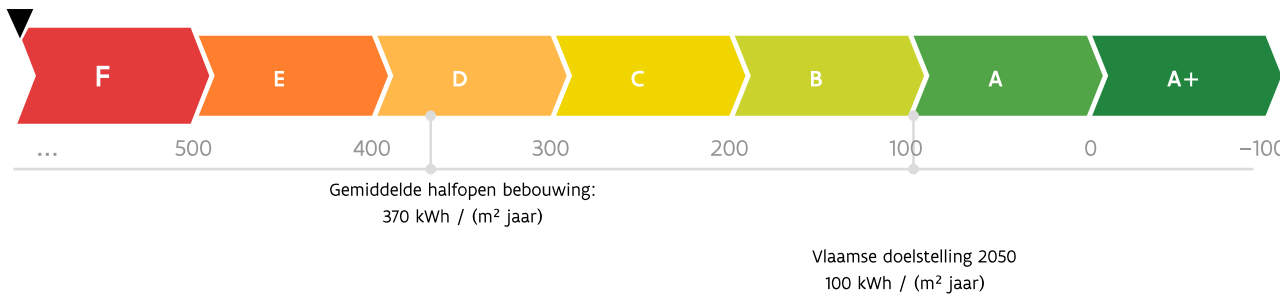 F E D C B A A+
... 500 400 300 200 100 0 −100
Gemiddelde halfopen bebouwing:
370 kWh / (m² jaar)
Vlaamse doelstelling 2050
100 kWh / (m² jaar)